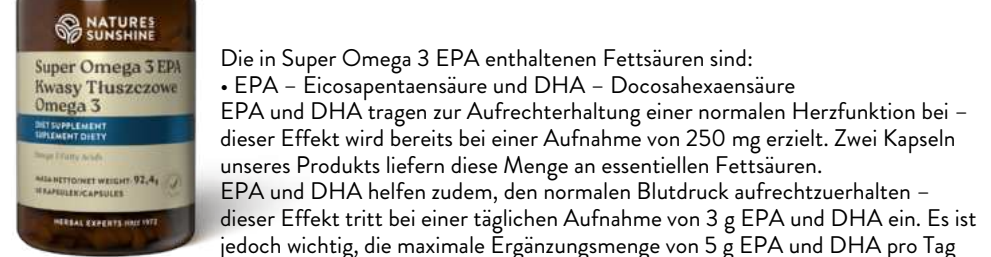 NATURES
SUNSHINE
Super Omega 3 EPA
Kwasy Tłuszczowe
Omega 3
DIET SUPPLEMENT
SUPLEMENT DIETY
Omega 3 Fatty Acids
MASA NETTO/NET WEIGHT: 92,4g
KAPSUŁEK/CAPSULES
HERBAL EXPERTS SINCE 1972
Die in Super Omega 3 EPA enthaltenen Fettsäuren sind:
• EPA – Eicosapentaensäure und DHA – Docosahexaensäure
EPA und DHA tragen zur Aufrechterhaltung einer normalen Herzfunktion bei –
dieser Effekt wird bereits bei einer Aufnahme von 250 mg erzielt. Zwei Kapseln
unseres Produkts liefern diese Menge an essentiellen Fettsäuren.
EPA und DHA helfen zudem, den normalen Blutdruck aufrechtzuerhalten –
dieser Effekt tritt bei einer täglichen Aufnahme von 3 g EPA und DHA ein. Es ist
jedoch wichtig, die maximale Ergänzungsmenge von 5 g EPA und DHA pro Tag